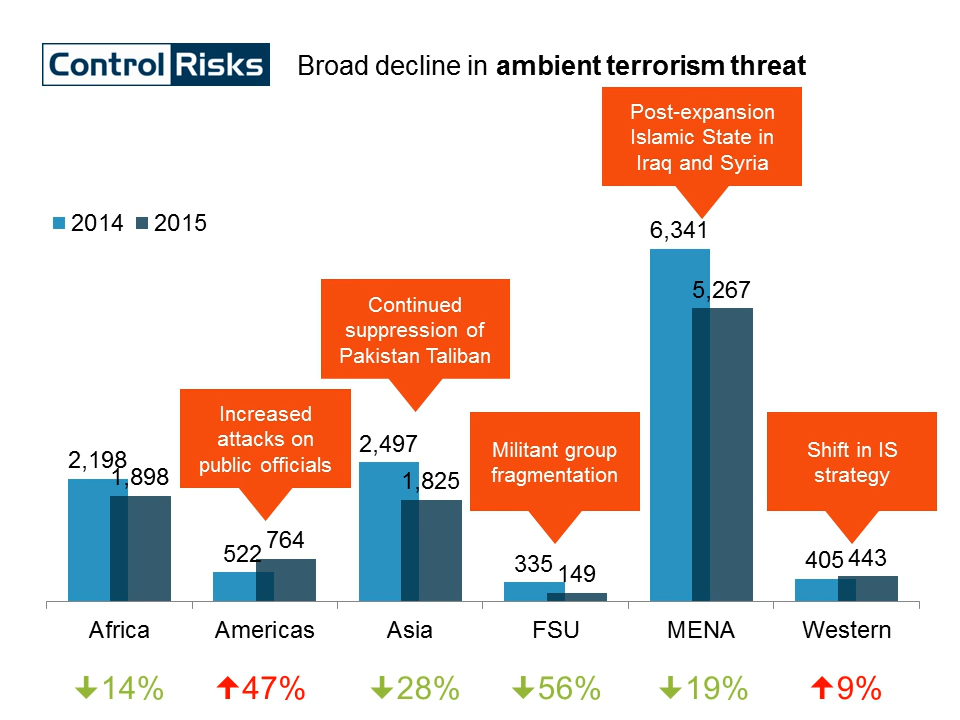 Control Risks
Broad decline in ambient terrorism threat
Post-expansion
Islamic State in
Iraq and Syria
2014 2015
6,341
5,267
Continued
suppression of
Pakistan Taliban
Increased
attacks on
public officials
2,497
1,825
Militant group
fragmentation
Shift in IS
strategy
2,198
1,898
522
764
335
149
405
443
Africa Americas Asia FSU MENA Western
↓14% ↑47% ↓28% ↓56% ↓19% ↑9%